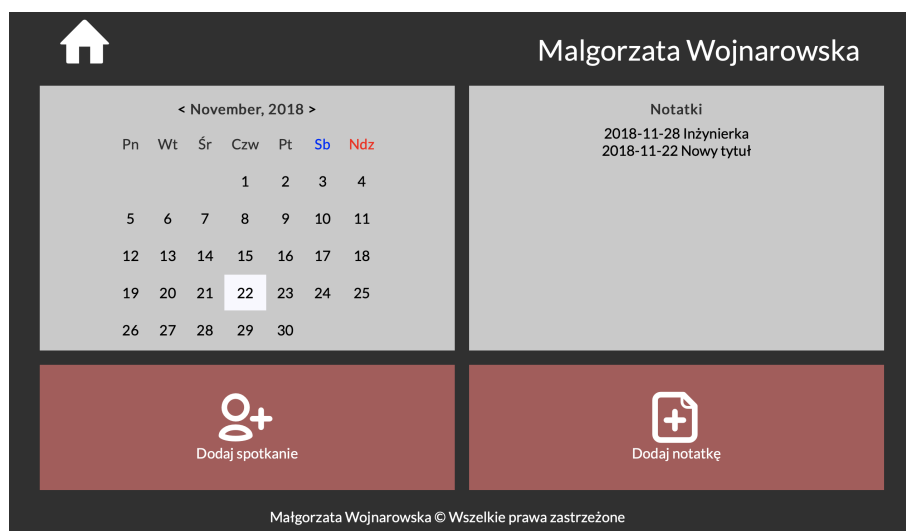 Malgorzata Wojnarowska
< November, 2018 >
Pn Wt Śr Czw Pt Sb Ndz
1 2 3 4
5 6 7 8 9 10 11
12 13 14 15 16 17 18
19 20 21 22 23 24 25
26 27 28 29 30
Notatki
2018-11-28 Inżynierka
2018-11-22 Nowy tytuł
Dodaj spotkanie
Dodaj notatkę
Małgorzata Wojnarowska © Wszelkie prawa zastrzeżone